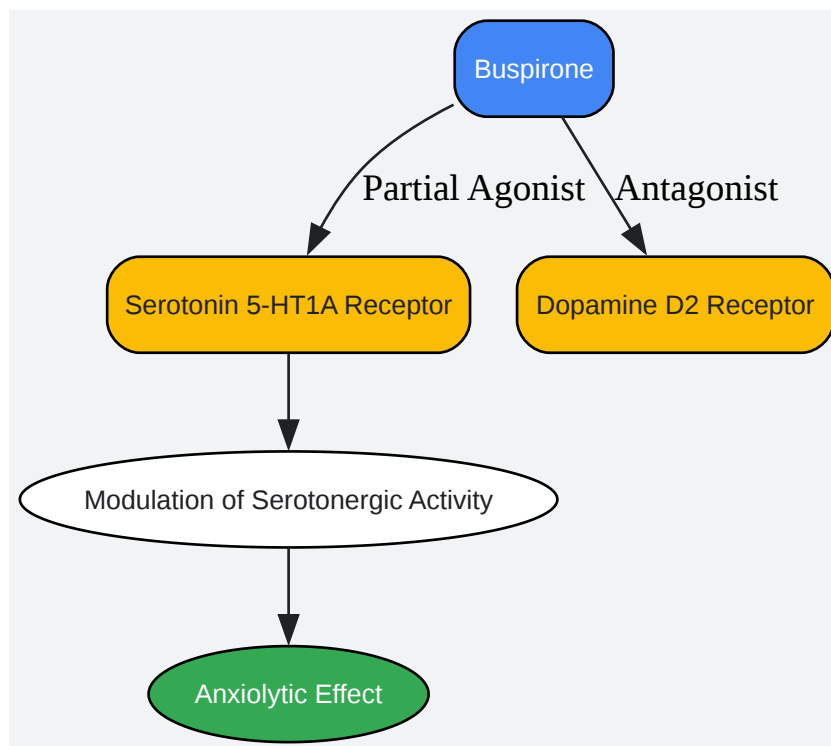 Buspirone
Partial Agonist
Antagonist
Serotonin 5-HT1A Receptor
Dopamine D2 Receptor
Modulation of Serotonergic Activity
Anxiolytic Effect